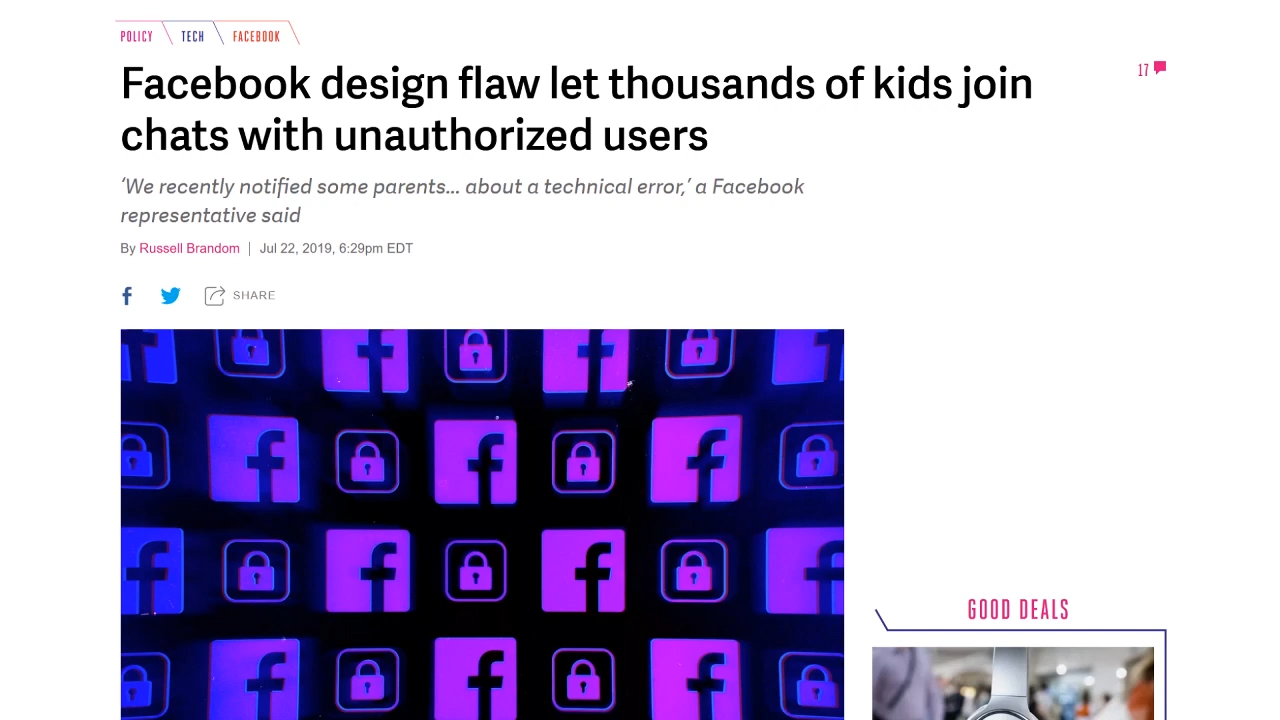 POLICY TECH FACEBOOK
Facebook design flaw let thousands of kids join
chats with unauthorized users
17
‘We recently notified some parents... about a technical error,’ a Facebook
representative said
By Russell Brandom | Jul 22, 2019, 6:29pm EDT
SHARE
GOOD DEALS